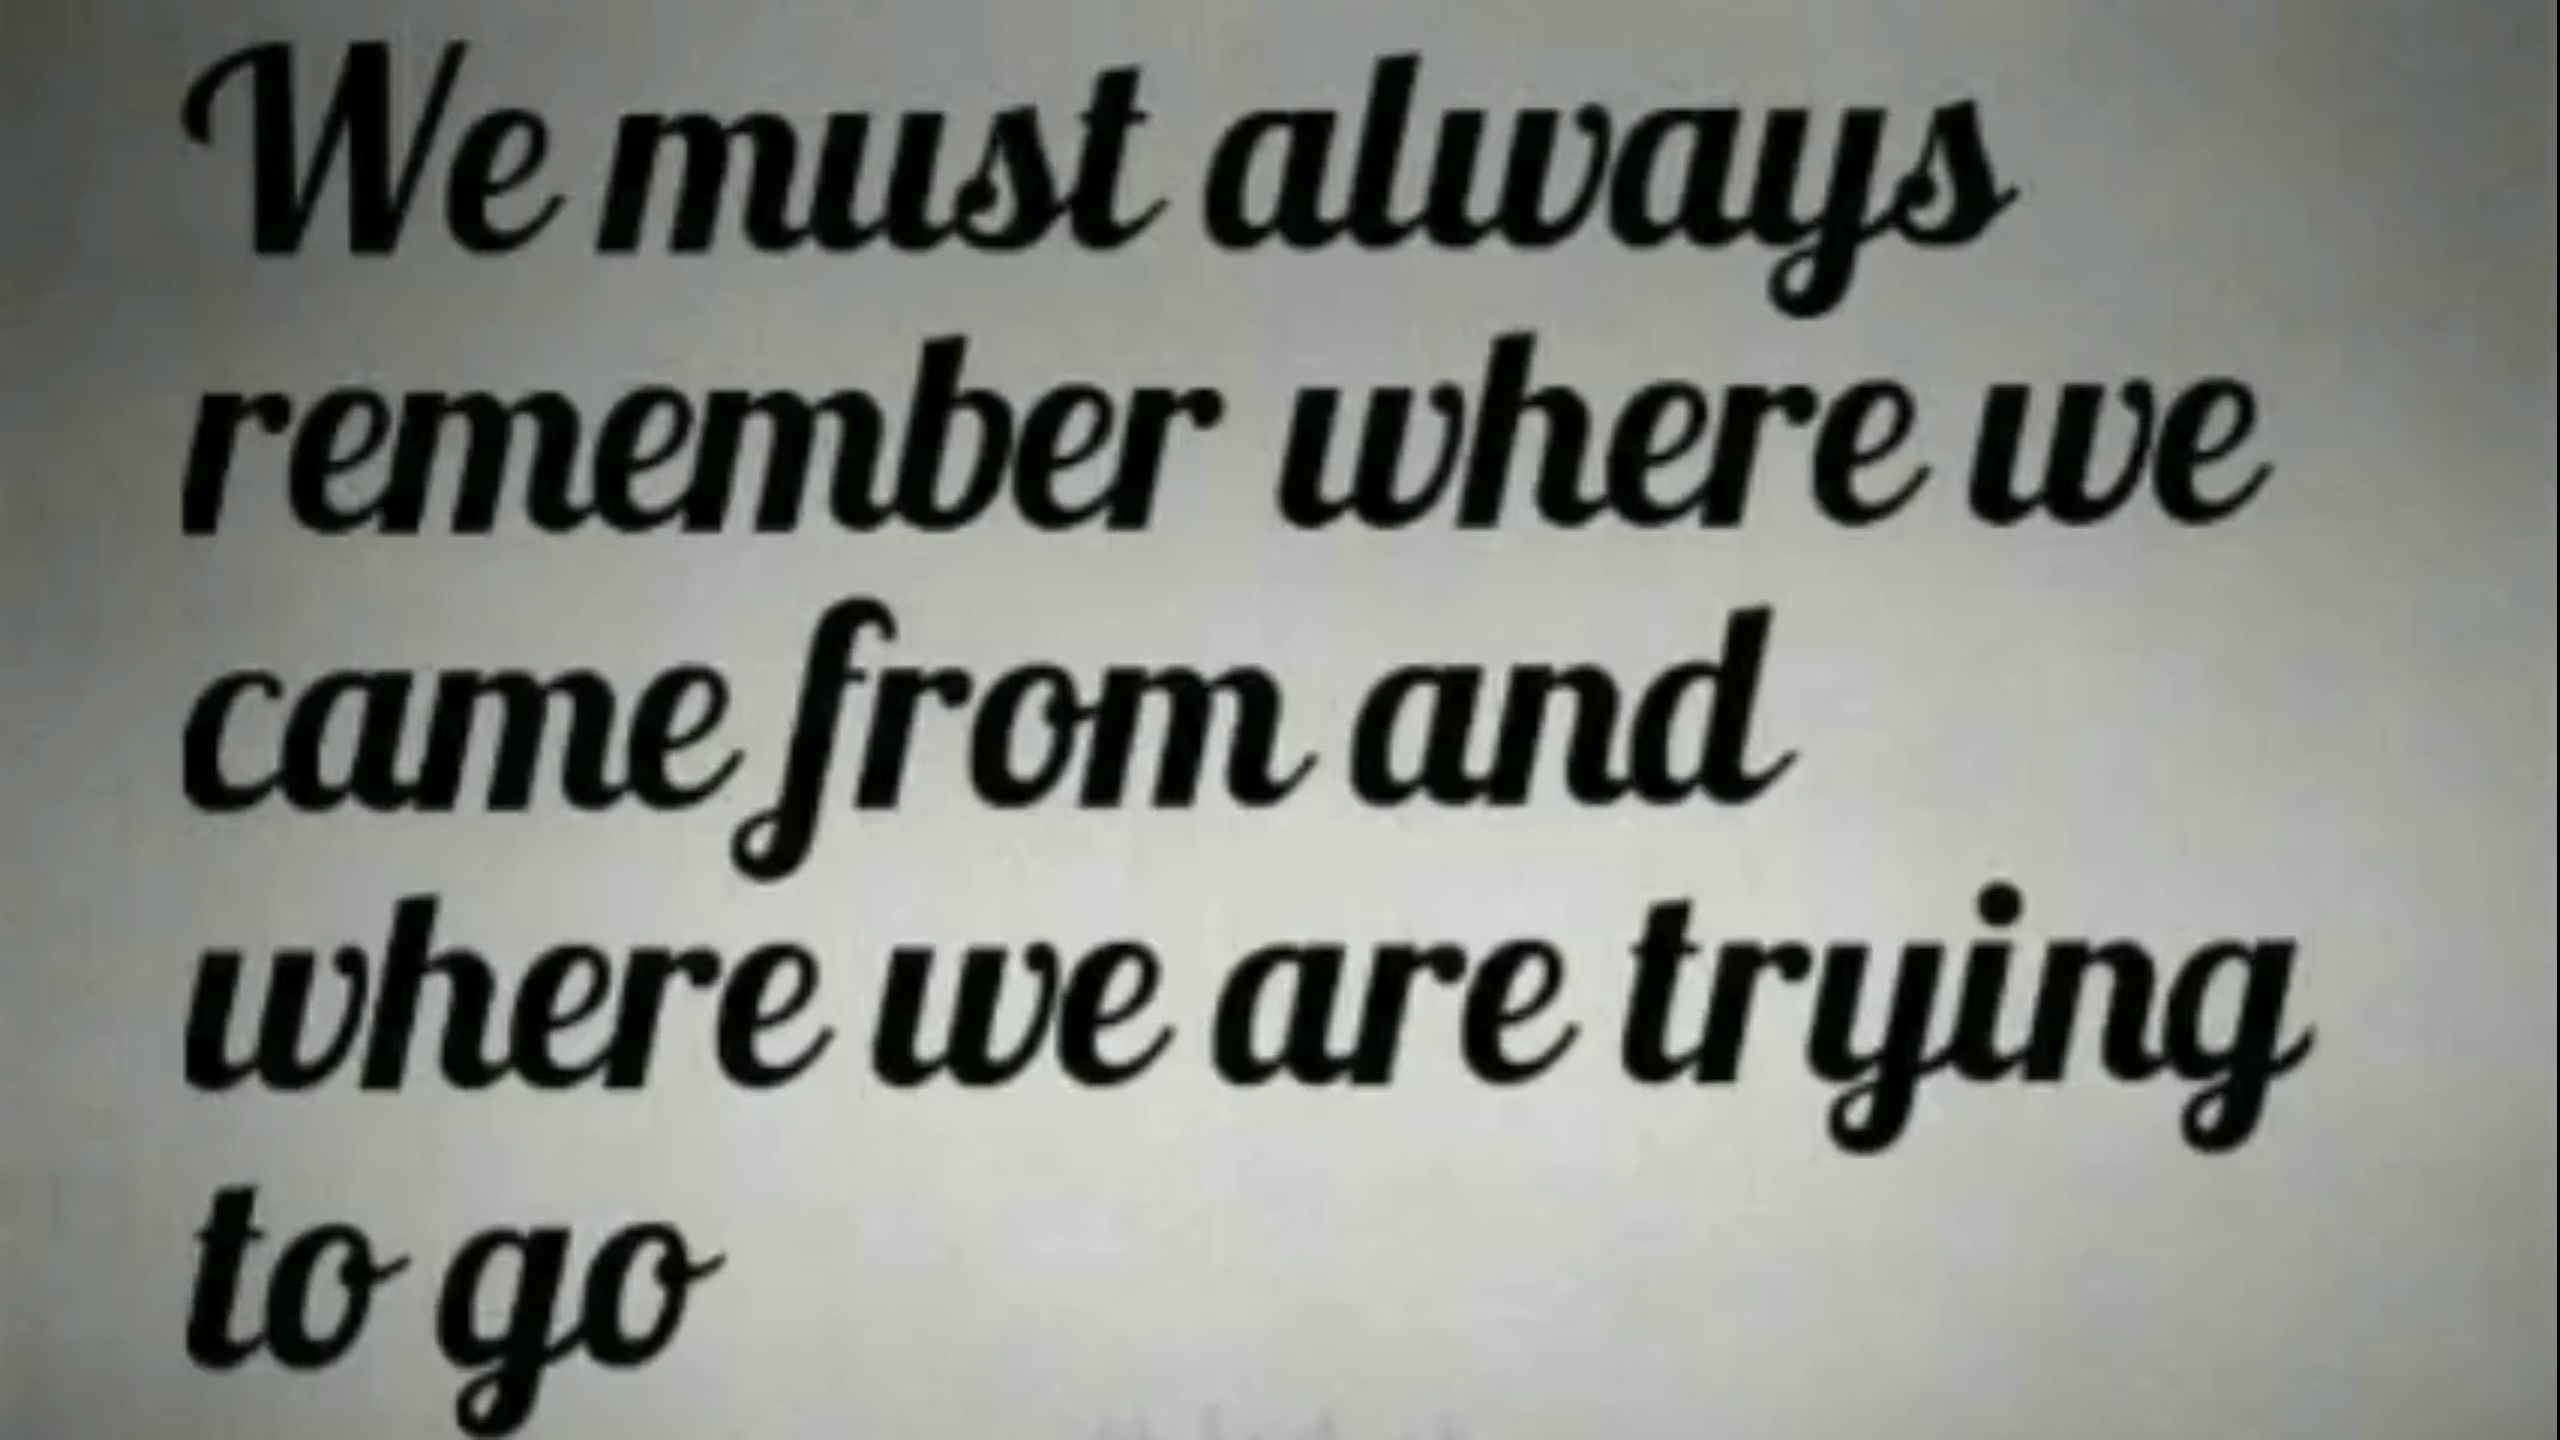 We must always
remember where we
came from and
where we are trying
to go